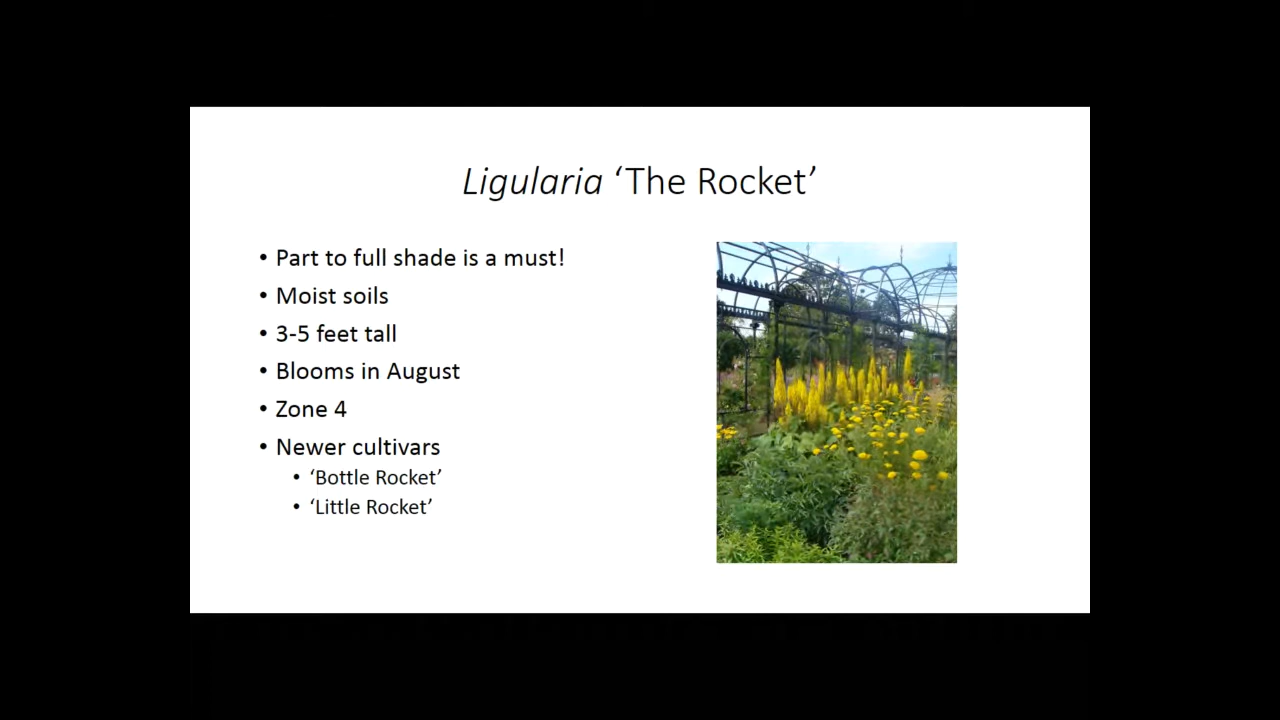 Ligularia ‘The Rocket’
• Part to full shade is a must!
• Moist soils
• 3-5 feet tall
• Blooms in August
• Zone 4
• Newer cultivars
• ‘Bottle Rocket’
• ‘Little Rocket’